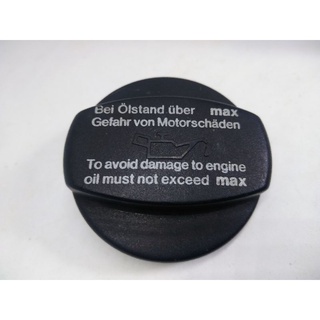 Bei Ölstand über max
Gefahr von Motorschäden
To avoid damage to engine
oil must not exceed max